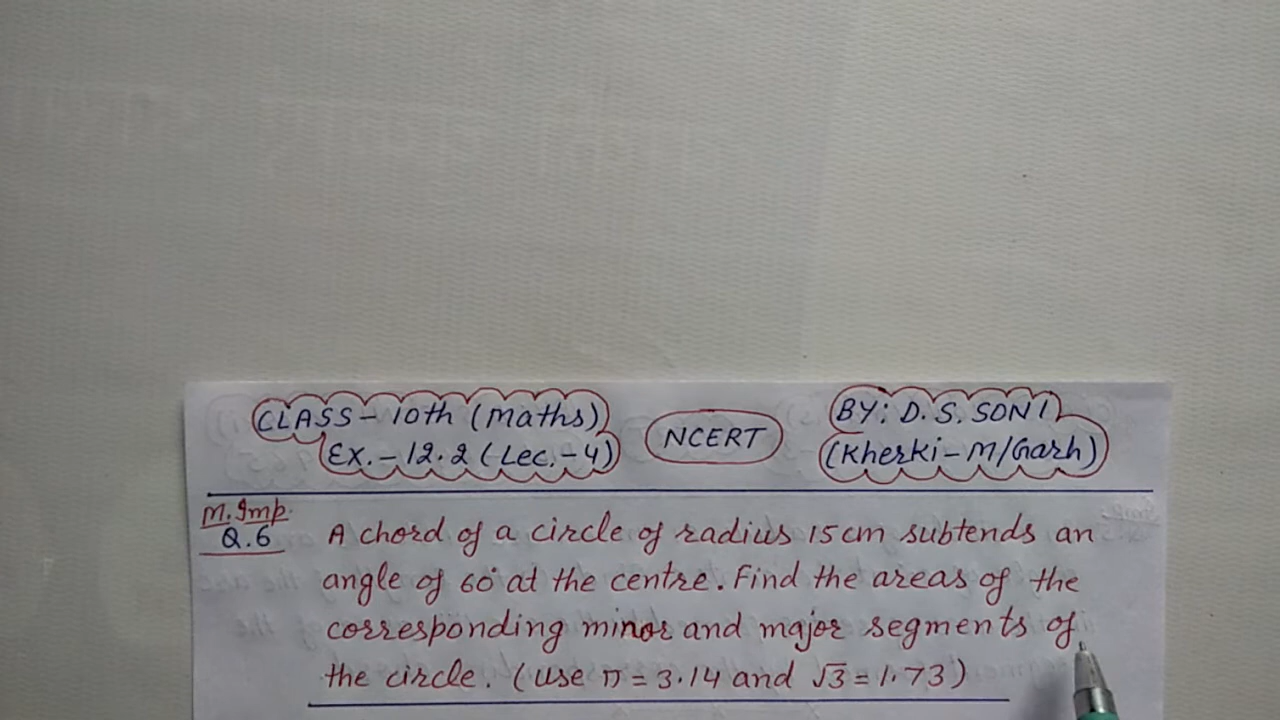 CLASS - 10th (Maths)
Ex. - 12.2 (Lec. - 4)
NCERT
BY: D. S. SONI
(Kherki - M/Garh)
M. Imp.
Q.6
A chord of a circle of radius 15 cm subtends an
angle of 60° at the centre. Find the areas of the
corresponding minor and major segments of
the circle. (Use π = 3.14 and √3 = 1.73)